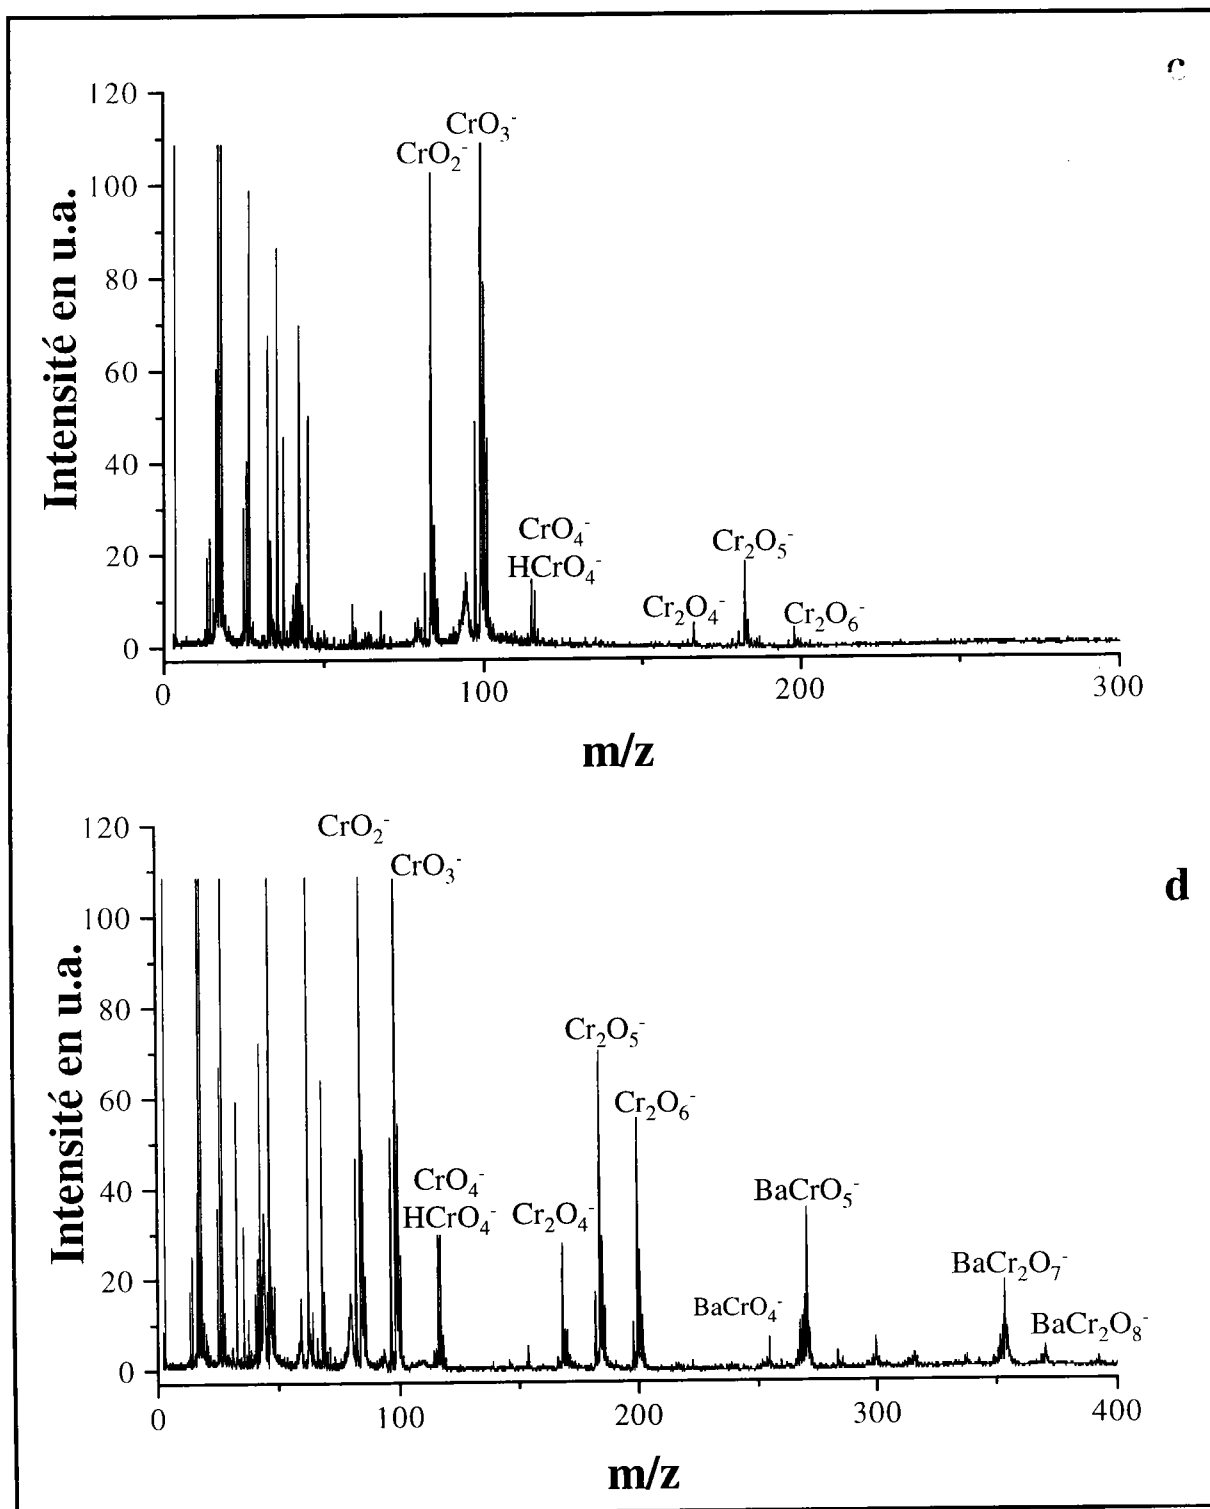 c
120
CrO₃⁻
CrO₂⁻
100
80
60
40
CrO₄⁻
HCrO₄⁻
Cr₂O₅⁻
20
Cr₂O₄⁻
Cr₂O₆⁻
0
Intensité en u.a.
0 100 200 300
m/z
d
120
CrO₂⁻
CrO₃⁻
100
80
Cr₂O₅⁻
60
Cr₂O₆⁻
40
CrO₄⁻
HCrO₄⁻
Cr₂O₄⁻
BaCrO₅⁻
20
BaCrO₄⁻
BaCr₂O₇⁻
BaCr₂O₈⁻
0
Intensité en u.a.
0 100 200 300 400
m/z